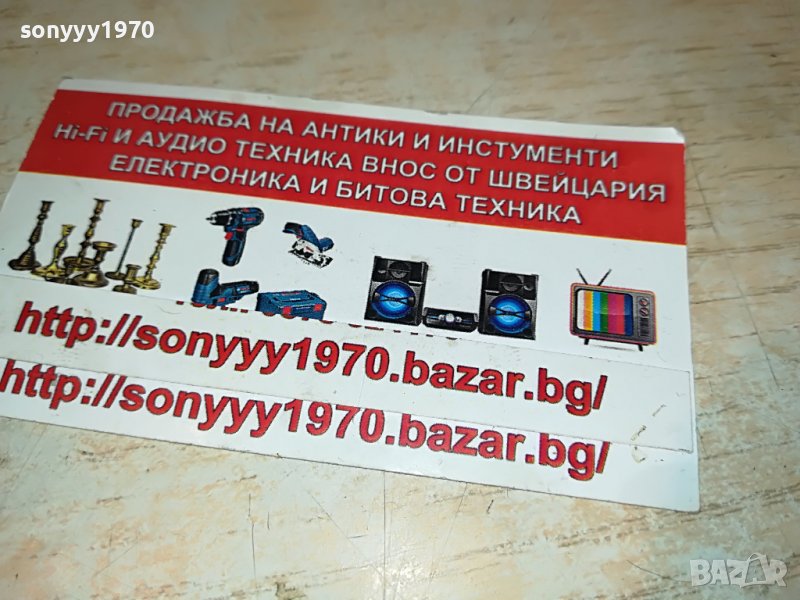 sonyyy1970
ПРОДАЖБА НА АНТИКИ И ИНСТУМЕНТИ
Hi-Fi И АУДИО ТЕХНИКА ВНОС ОТ ШВЕЙЦАРИЯ
ЕЛЕКТРОНИКА И БИТОВА ТЕХНИКА
http://sonyyy1970.bazar.bg/
http://sonyyy1970.bazar.bg/
BAZAR